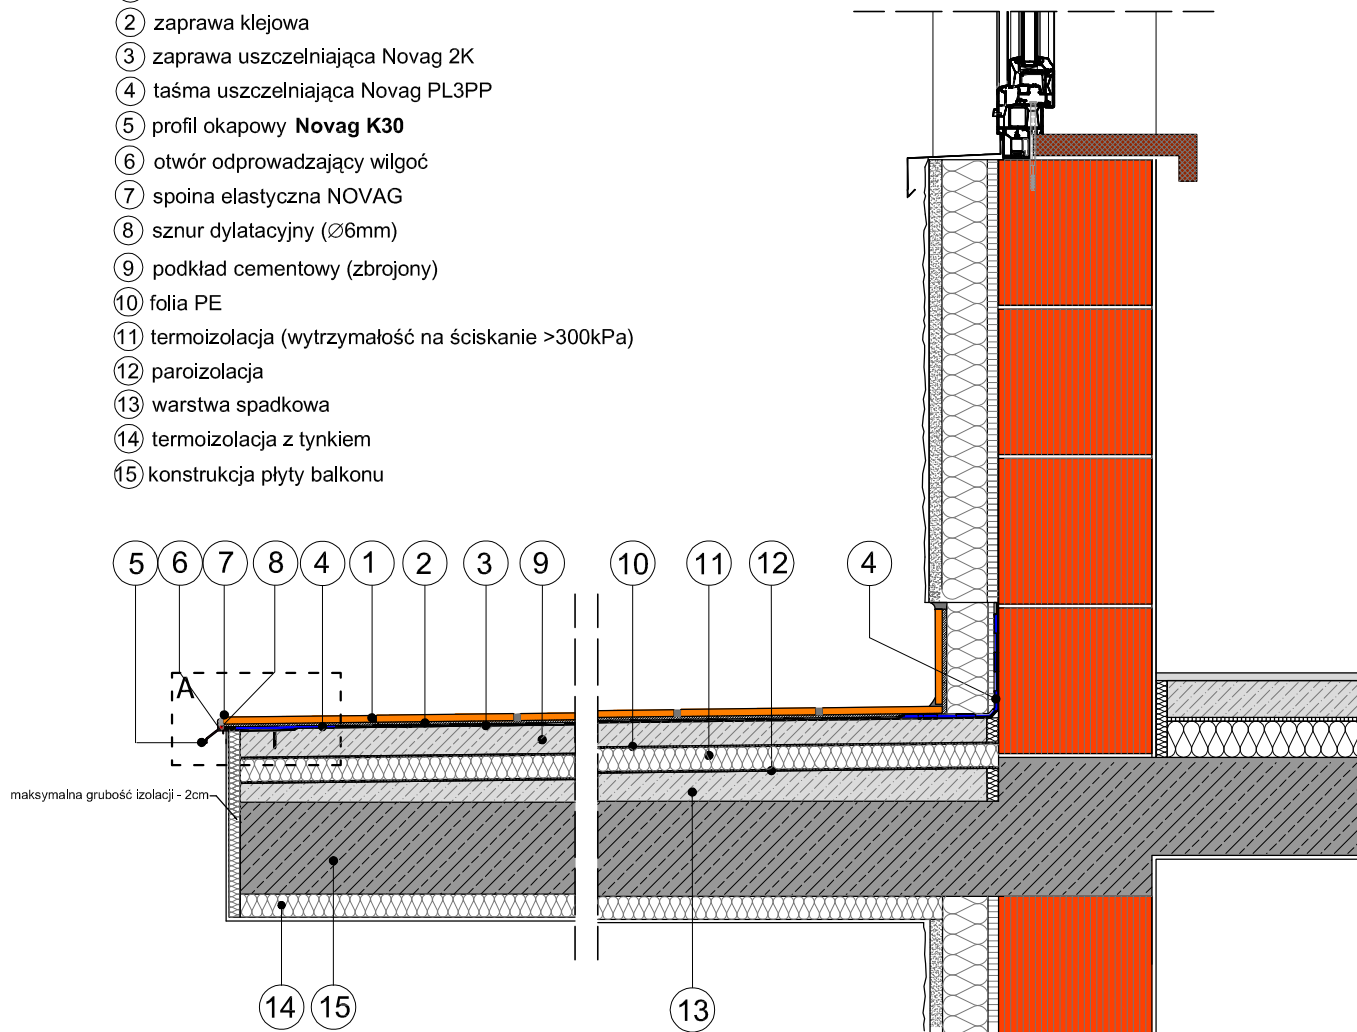 2 zaprawa klejowa
3 zaprawa uszczelniająca Novag 2K
4 taśma uszczelniająca Novag PL3PP
5 profil okapowy Novag K30
6 otwór odprowadzający wilgoć
7 spoina elastyczna NOVAG
8 sznur dylatacyjny (∅6mm)
9 podkład cementowy (zbrojony)
10 folia PE
11 termoizolacja (wytrzymałość na ściskanie >300kPa)
12 paroizolacja
13 warstwa spadkowa
14 termoizolacja z tynkiem
15 konstrukcja płyty balkonu
5 6 7 8 4 1 2 3 9 10 11 12 4
A
maksymalna grubość izolacji - 2cm
14 15 13